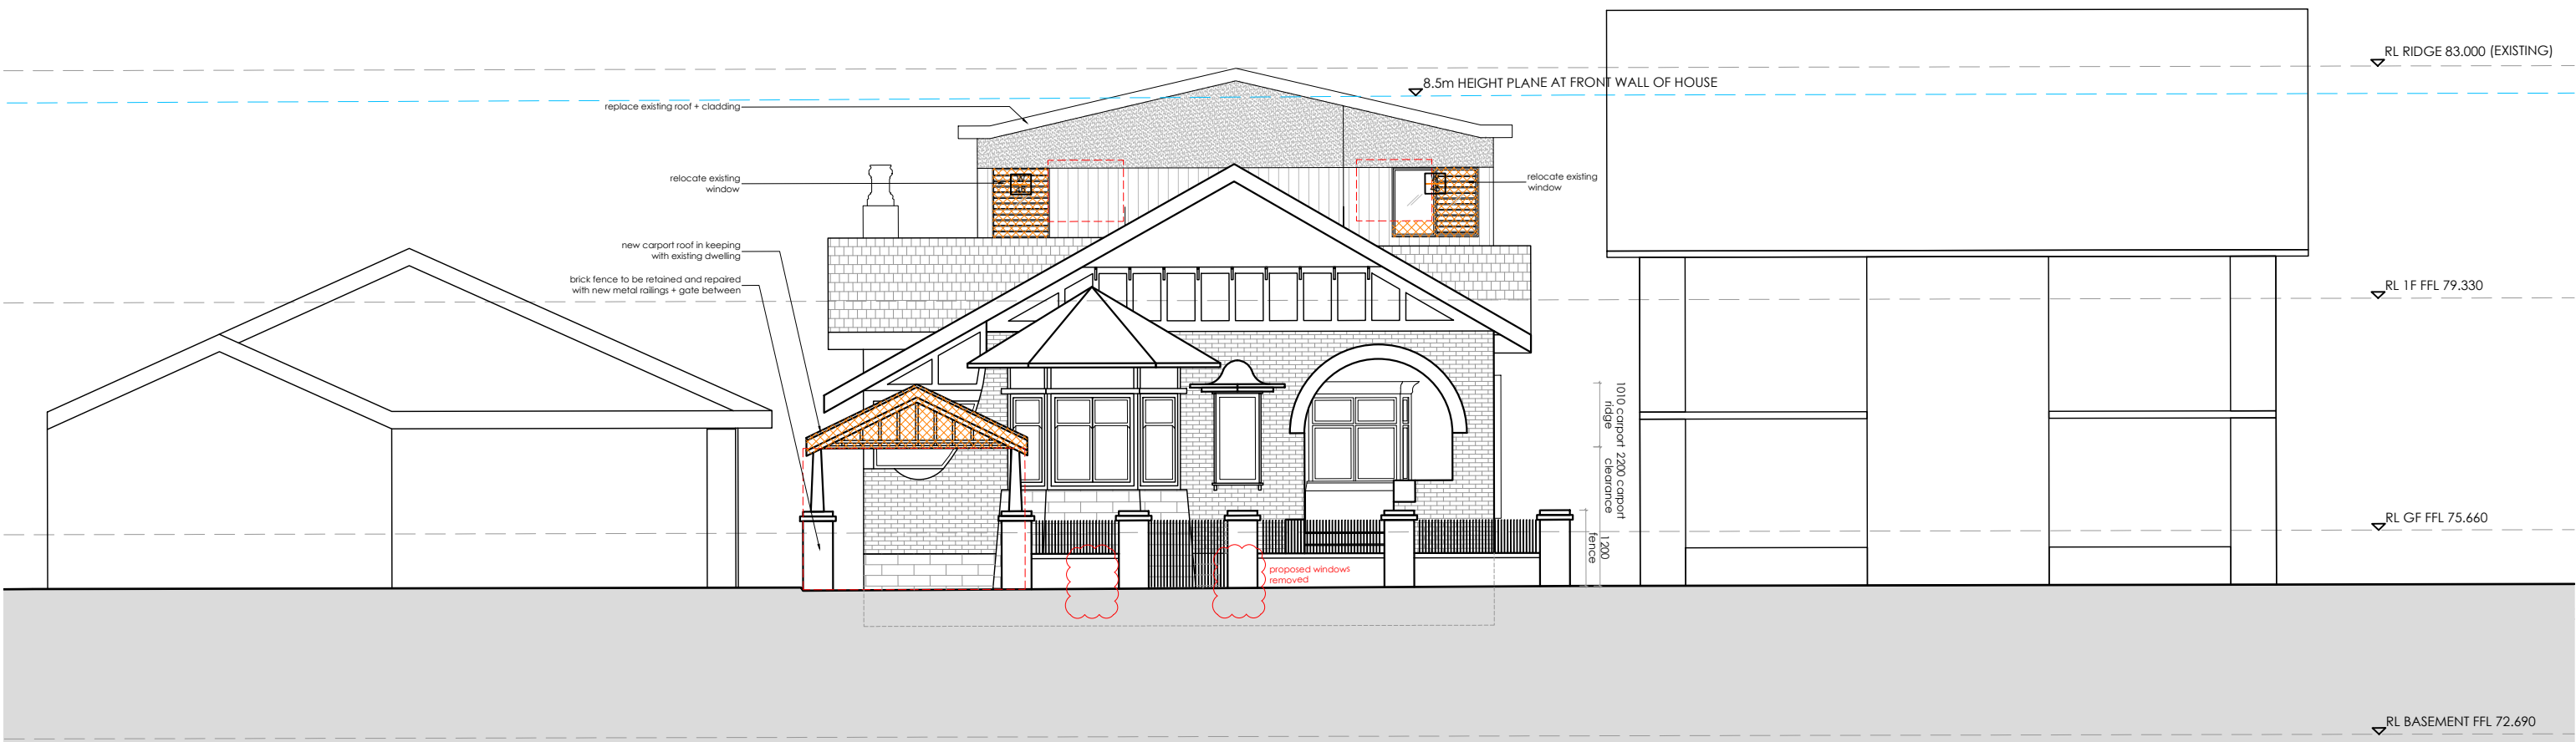 RL RIDGE 83.000 (EXISTING)
8.5m HEIGHT PLANE AT FRONT WALL OF HOUSE
replace existing roof + cladding
relocate existing
window
relocate existing
window
new carport roof in keeping
with existing dwelling
brick fence to be retained and repaired
with new metal railings + gate between
RL 1F FFL 79.330
1010 carport
ridge
2200 carport
clearance
1200
fence
RL GF FFL 75.660
proposed windows
removed
RL BASEMENT FFL 72.690